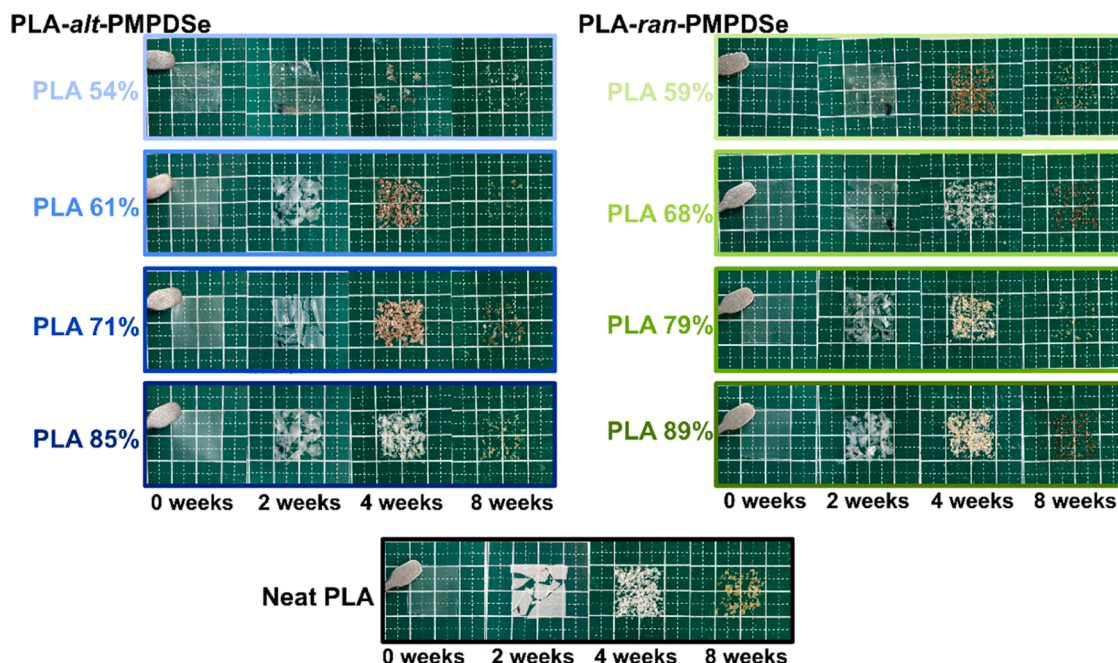 PLA-alt-PMPDSe
PLA 54%
PLA 61%
PLA 71%
PLA 85%
0 weeks 2 weeks 4 weeks 8 weeks
PLA-ran-PMPDSe
PLA 59%
PLA 68%
PLA 79%
PLA 89%
0 weeks 2 weeks 4 weeks 8 weeks
Neat PLA
0 weeks 2 weeks 4 weeks 8 weeks